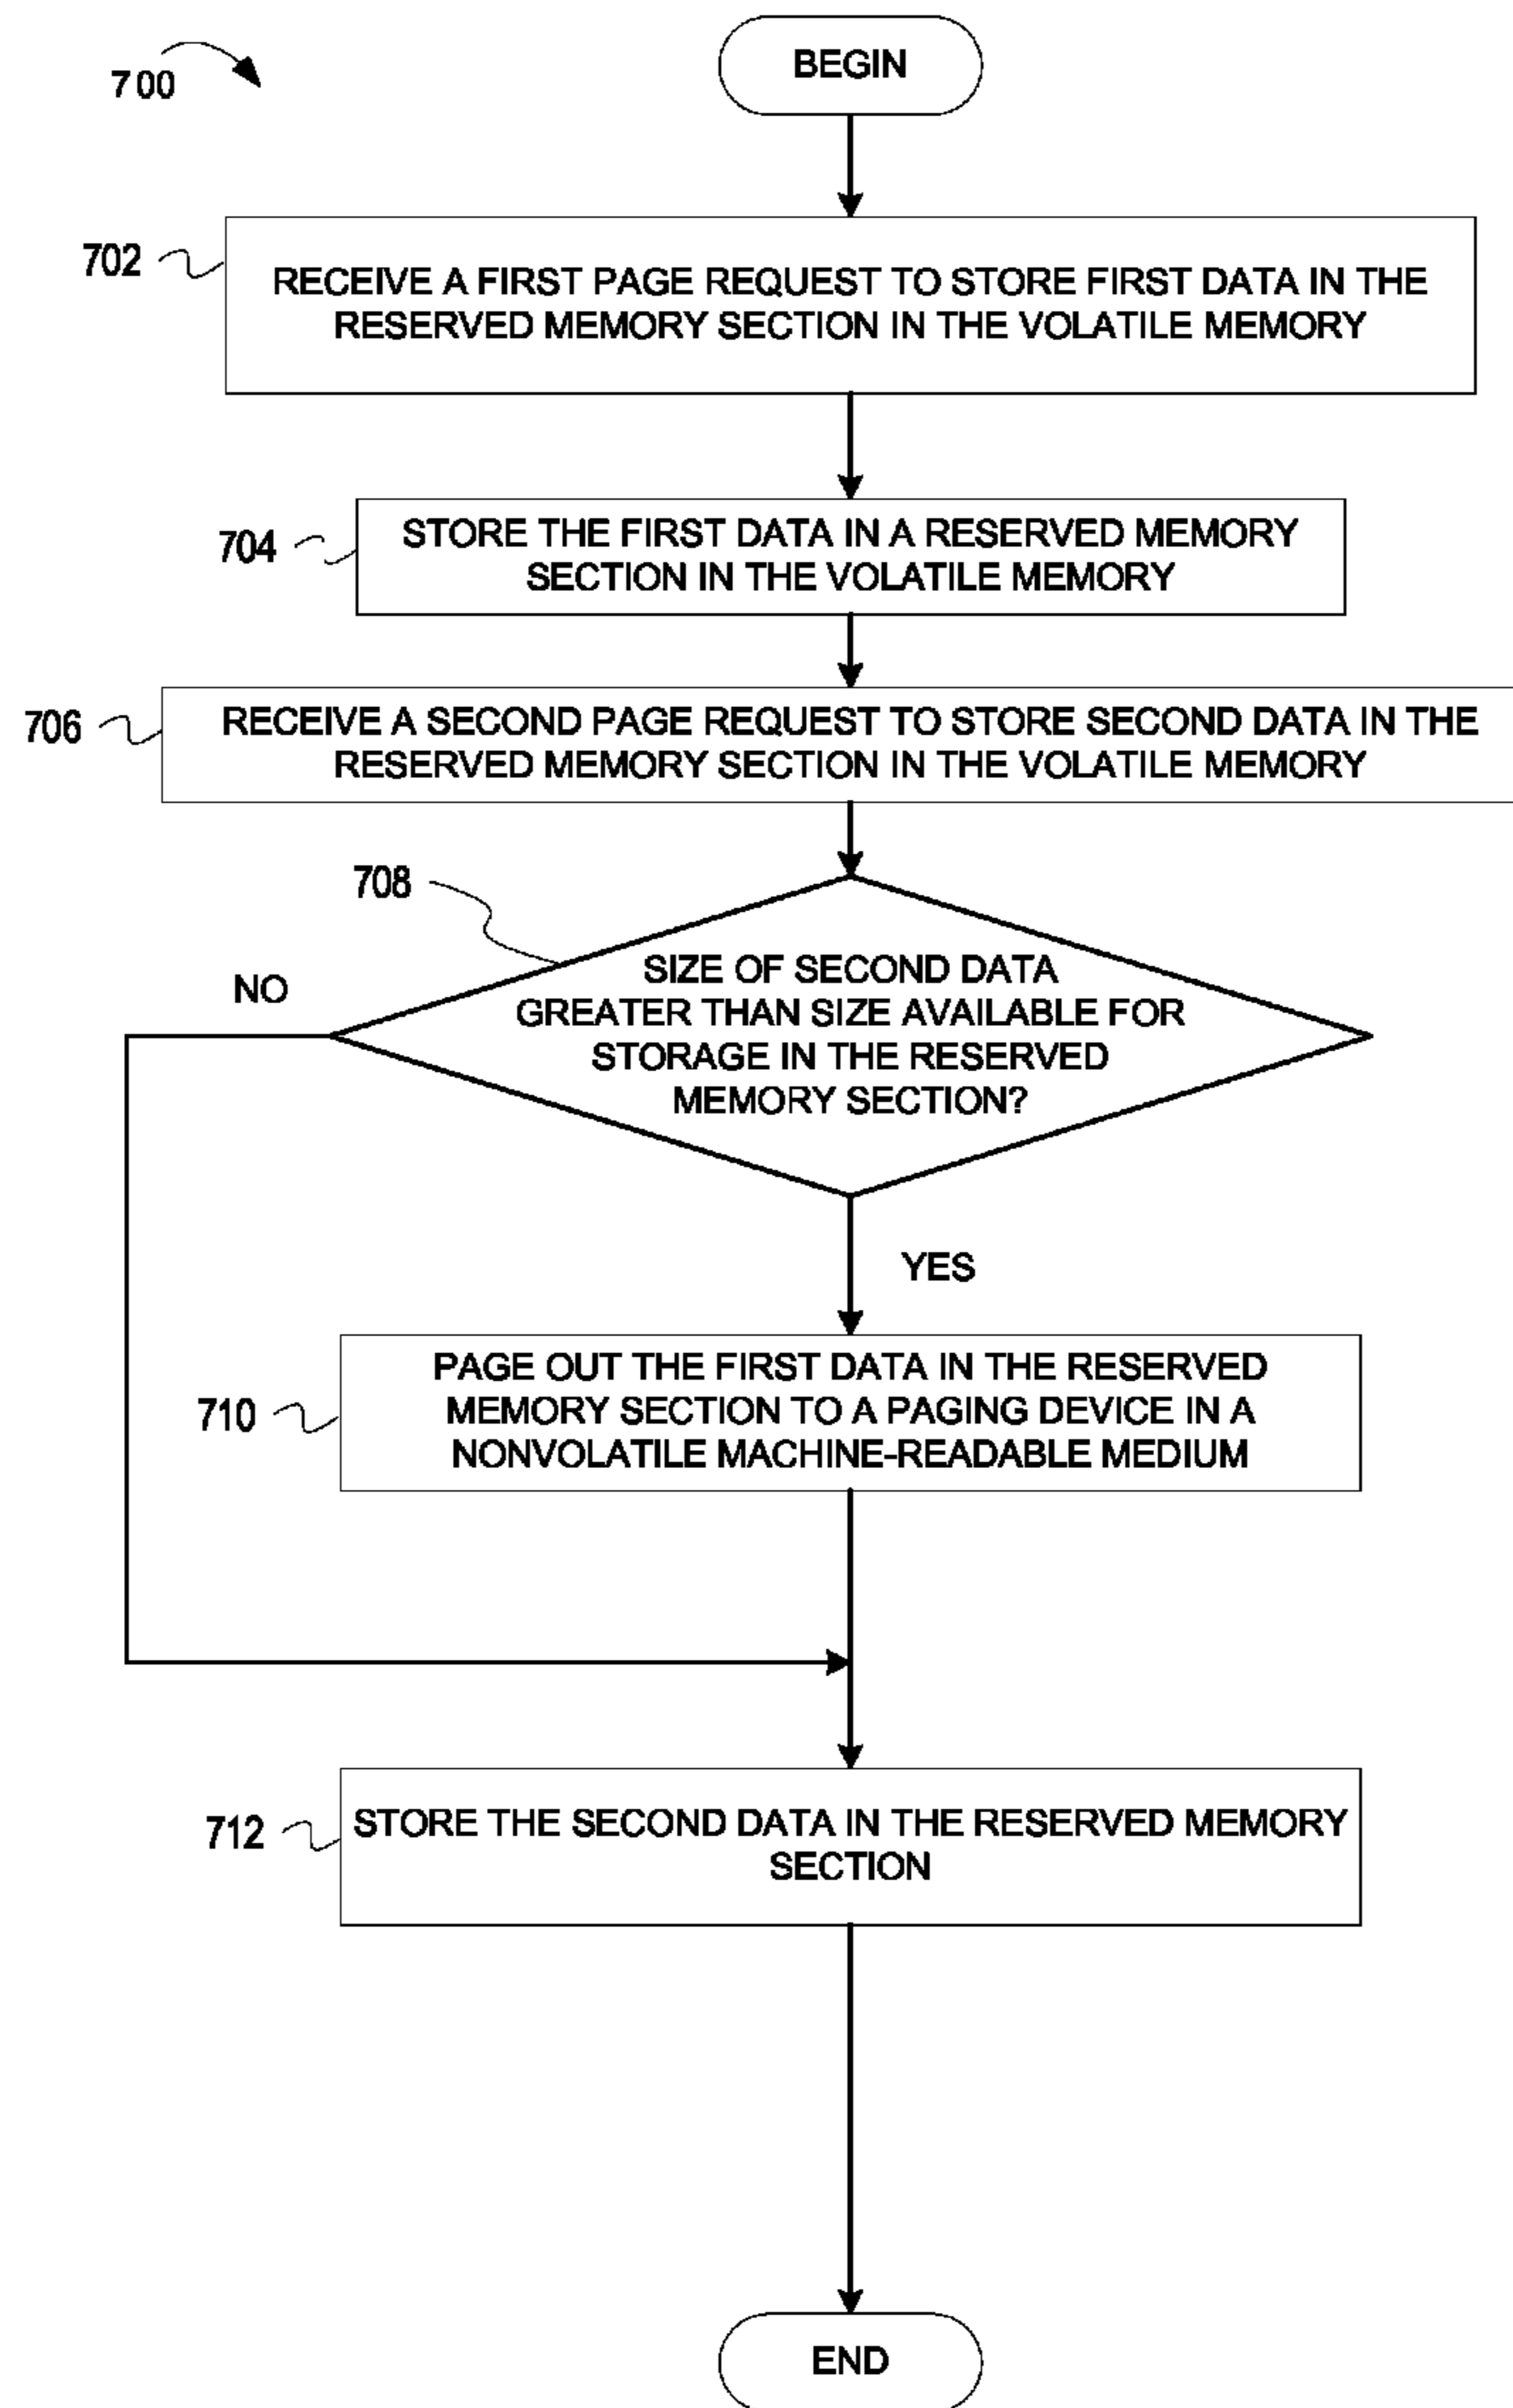 700
BEGIN
702
RECEIVE A FIRST PAGE REQUEST TO STORE FIRST DATA IN THE
RESERVED MEMORY SECTION IN THE VOLATILE MEMORY
704
STORE THE FIRST DATA IN A RESERVED MEMORY
SECTION IN THE VOLATILE MEMORY
706
RECEIVE A SECOND PAGE REQUEST TO STORE SECOND DATA IN THE
RESERVED MEMORY SECTION IN THE VOLATILE MEMORY
708
NO
SIZE OF SECOND DATA
GREATER THAN SIZE AVAILABLE FOR
STORAGE IN THE RESERVED
MEMORY SECTION?
YES
710
PAGE OUT THE FIRST DATA IN THE RESERVED
MEMORY SECTION TO A PAGING DEVICE IN A
NONVOLATILE MACHINE-READABLE MEDIUM
712
STORE THE SECOND DATA IN THE RESERVED MEMORY
SECTION
END